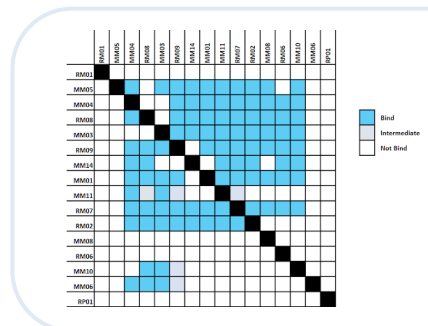 RM01 MM05 MM04 RM08 MM03 RM09 MM14 MM01 MM11 RM07 RM02 MM08 RM06 MM10 MM06 RP01
RM01
MM05
MM04
RM08
MM03
RM09
MM14
MM01
MM11
RM07
RM02
MM08
RM06
MM10
MM06
RP01
Bind
Intermediate
Not Bind